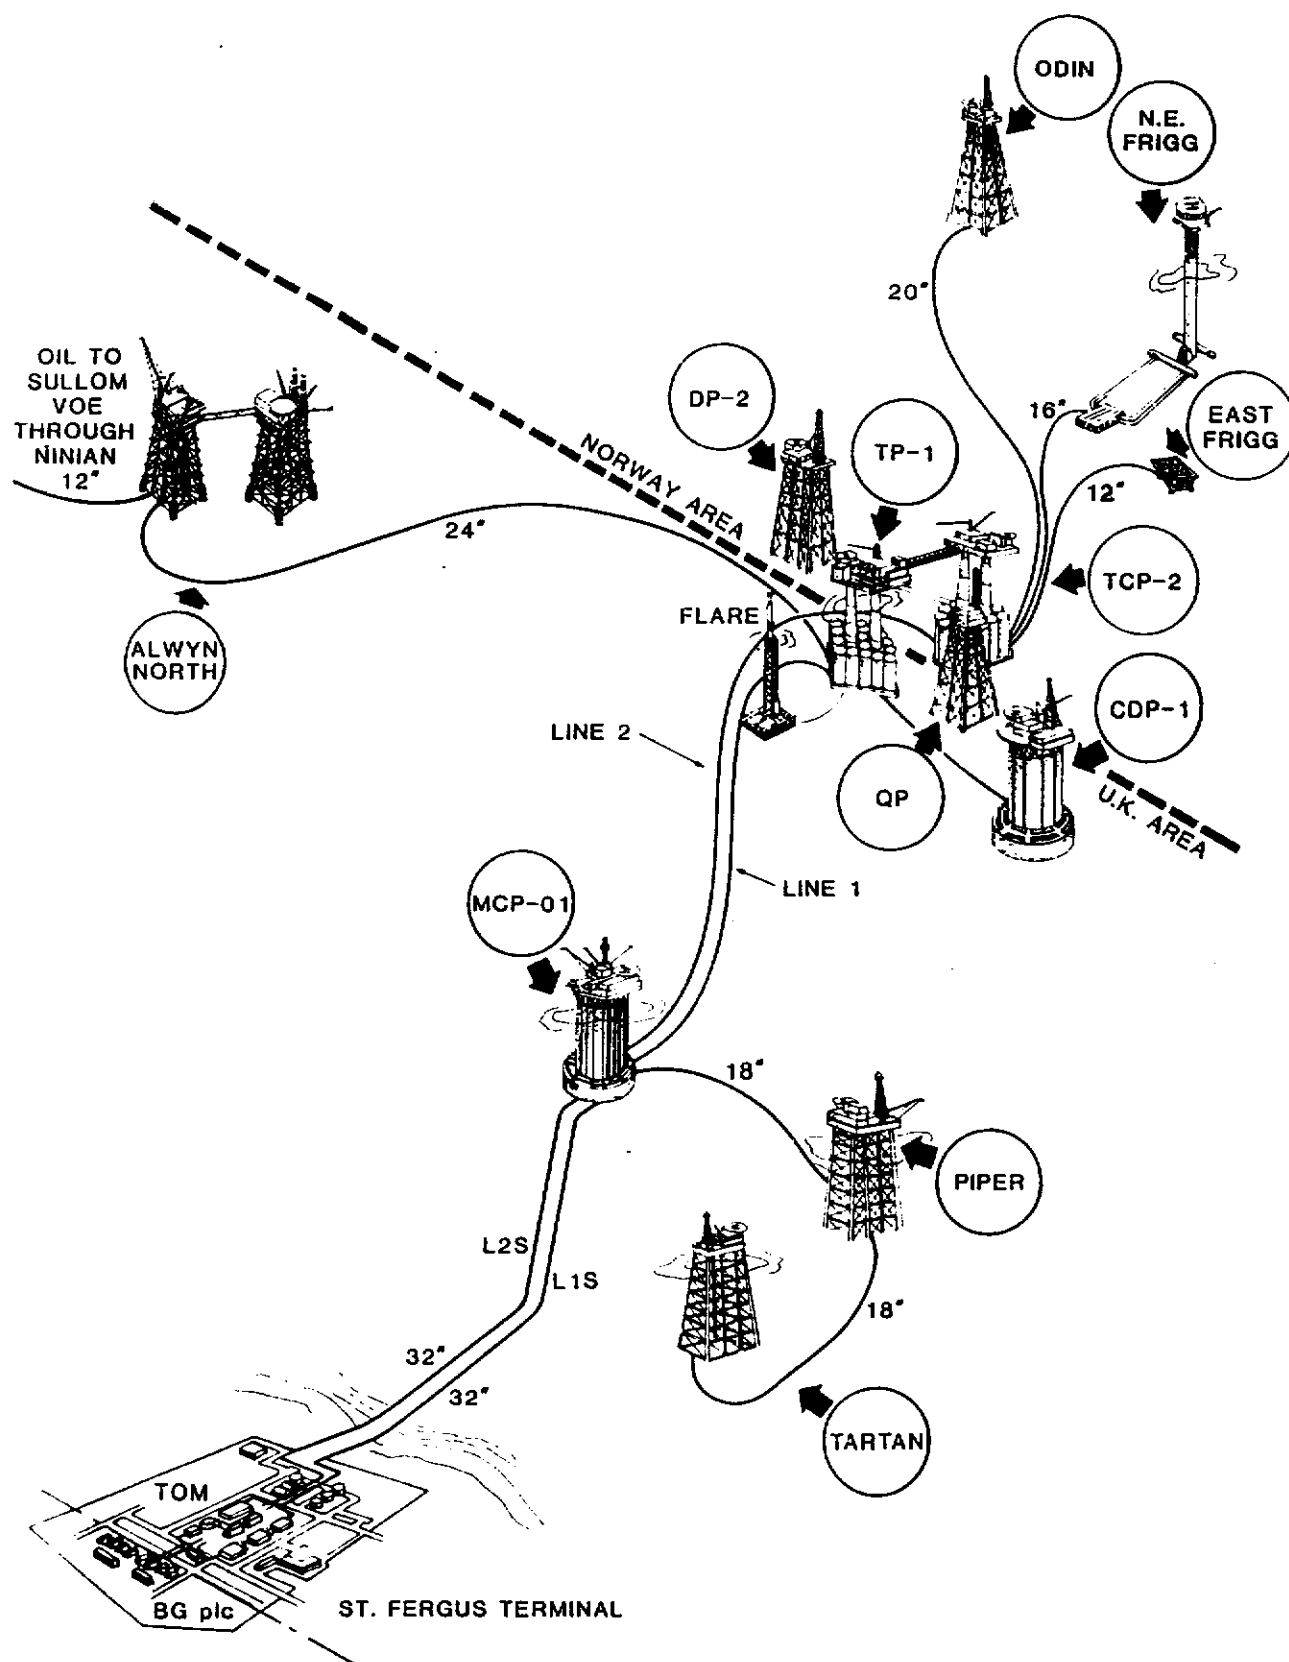 ODIN
N.E.
FRIGG
20"
OIL TO
SULLOM
VOE
THROUGH
NINIAN
12"
DP-2
TP-1
16"
EAST
FRIGG
NORWAY AREA
12"
24"
TCP-2
FLARE
ALWYN
NORTH
CDP-1
LINE 2
QP
U.K. AREA
LINE 1
MCP-01
18"
PIPER
L2S
L1S
18"
32"
32"
TARTAN
TOM
BG plc
ST. FERGUS TERMINAL